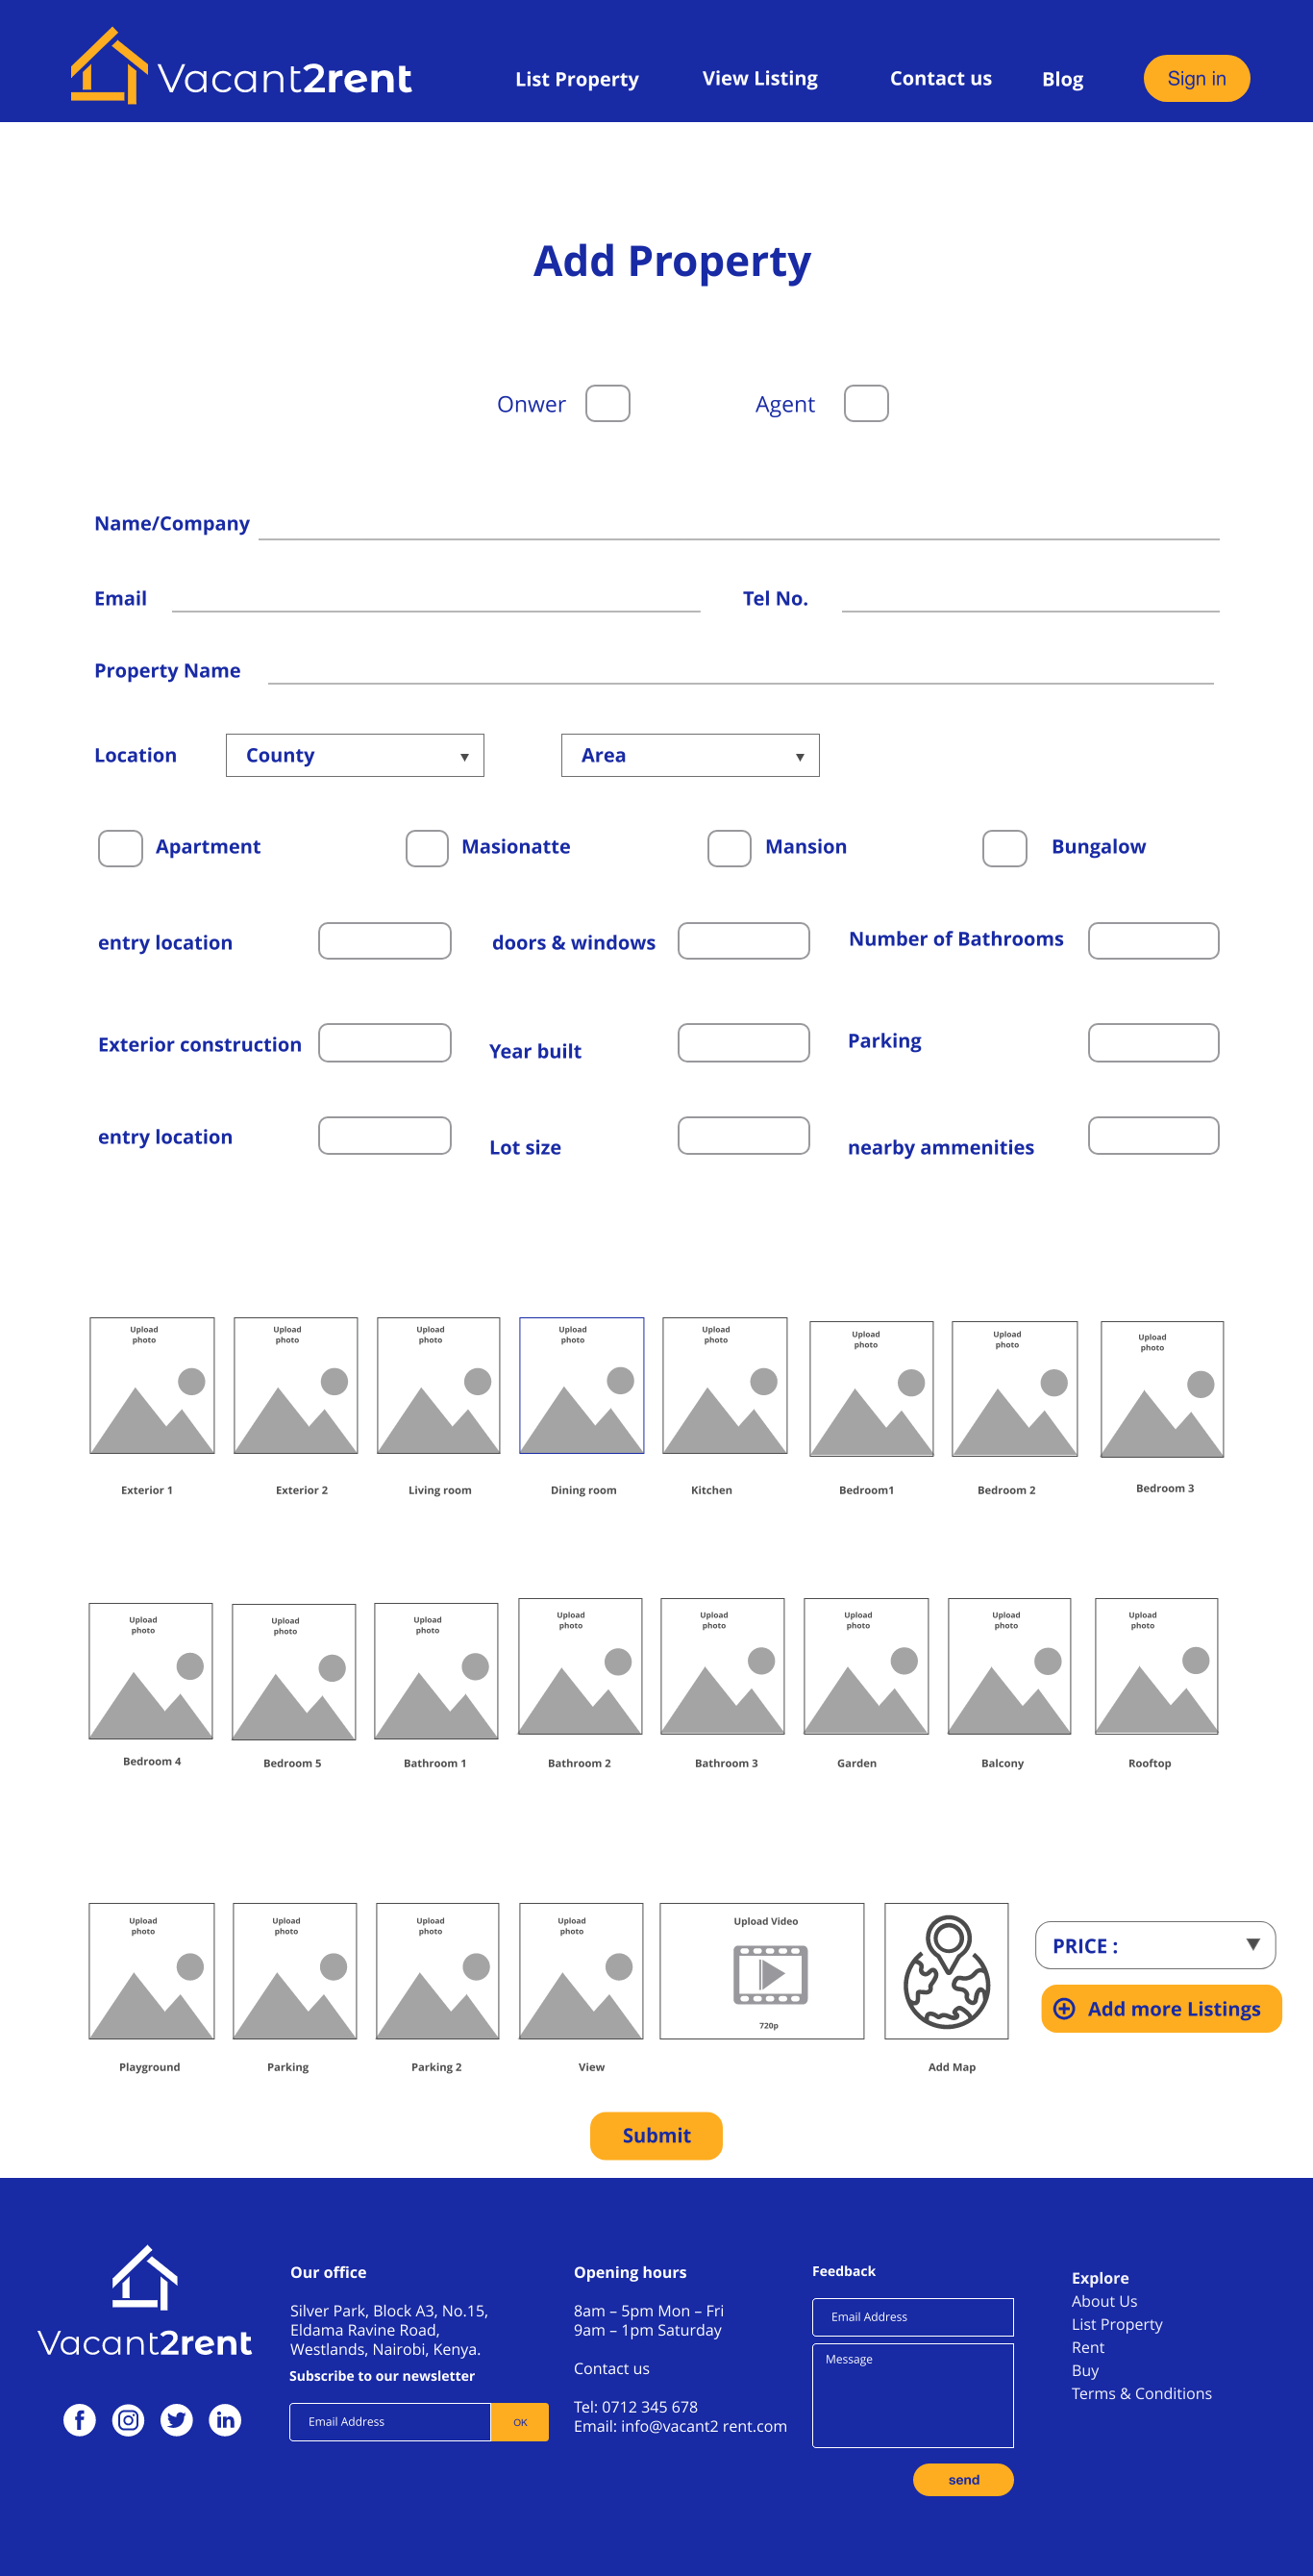 Vacant2rent
List Property
View Listing
Contact us
Blog
Sign in
Add Property
Onwer
Agent
Name/Company
Email
Tel No.
Property Name
Location
County
Area
Apartment
Masionatte
Mansion
Bungalow
entry location
doors & windows
Number of Bathrooms
Exterior construction
Year built
Parking
entry location
Lot size
nearby ammenities
Upload
photo
Upload
photo
Upload
photo
Upload
photo
Upload
photo
Upload
photo
Upload
photo
Upload
photo
Exterior 1
Exterior 2
Living room
Dining room
Kitchen
Bedroom1
Bedroom 2
Bedroom 3
Upload
photo
Upload
photo
Upload
photo
Upload
photo
Upload
photo
Upload
photo
Upload
photo
Upload
photo
Bedroom 4
Bedroom 5
Bathroom 1
Bathroom 2
Bathroom 3
Garden
Balcony
Rooftop
Upload
photo
Upload
photo
Upload
photo
Upload
photo
Upload Video
720p
PRICE :
Add more Listings
Playground
Parking
Parking 2
View
Add Map
Submit
Vacant2rent
Our office
Silver Park, Block A3, No.15,
Eldama Ravine Road,
Westlands, Nairobi, Kenya.
Subscribe to our newsletter
Email Address
OK
Opening hours
8am – 5pm Mon – Fri
9am – 1pm Saturday
Contact us
Tel: 0712 345 678
Email: info@vacant2 rent.com
Feedback
Email Address
Message
send
Explore
About Us
List Property
Rent
Buy
Terms & Conditions